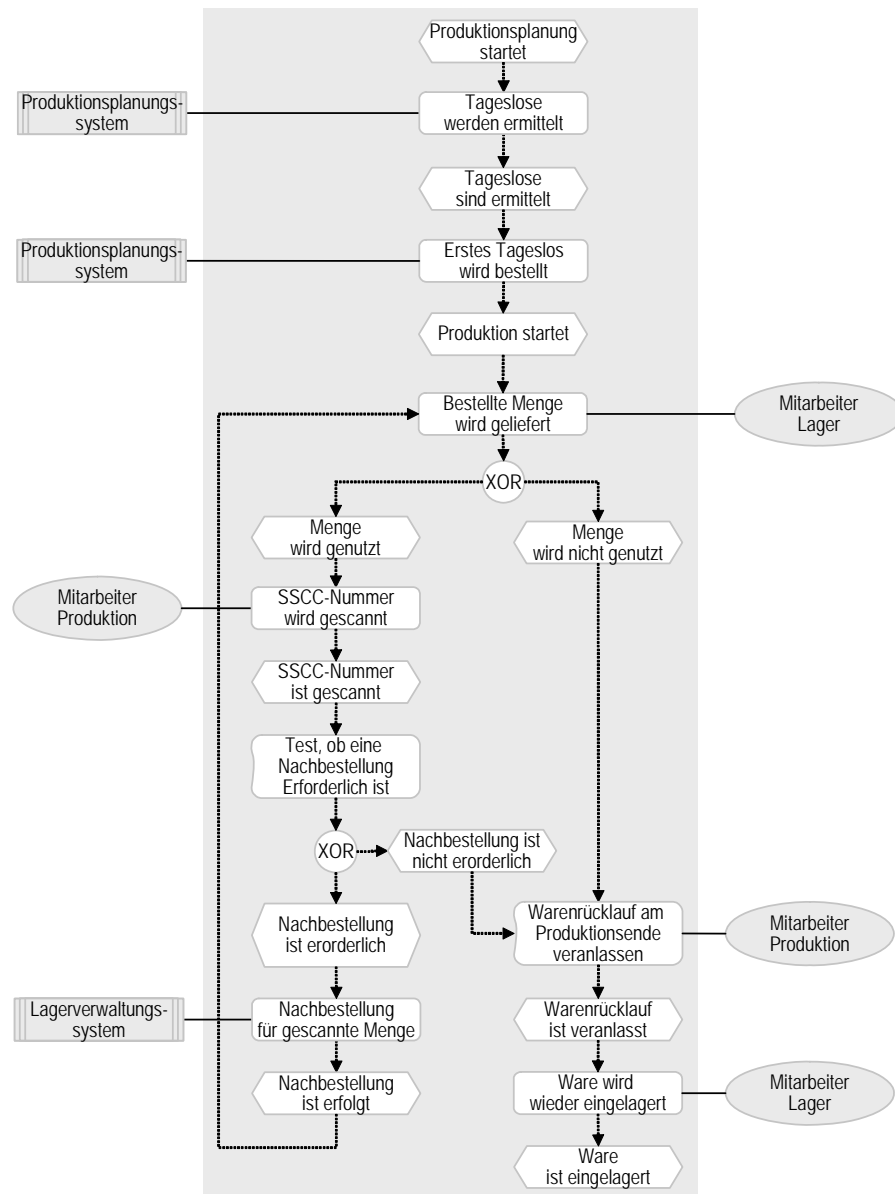 Produktionsplanung
startet
Produktionsplanungs-
system
Tageslose
werden ermittelt
Tageslose
sind ermittelt
Produktionsplanungs-
system
Erstes Tageslos
wird bestellt
Produktion startet
Bestellte Menge
wird geliefert
Mitarbeiter
Lager
XOR
Menge
wird genutzt
Menge
wird nicht genutzt
Mitarbeiter
Produktion
SSCC-Nummer
wird gescannt
SSCC-Nummer
ist gescannt
Test, ob eine
Nachbestellung
Erforderlich ist
XOR
Nachbestellung ist
nicht erorderlich
Nachbestellung
ist erorderlich
Warenrücklauf am
Produktionsende
veranlassen
Mitarbeiter
Produktion
Lagerverwaltungs-
system
Nachbestellung
für gescannte Menge
Warenrücklauf
ist veranlasst
Nachbestellung
ist erfolgt
Ware wird
wieder eingelagert
Mitarbeiter
Lager
Ware
ist eingelagert